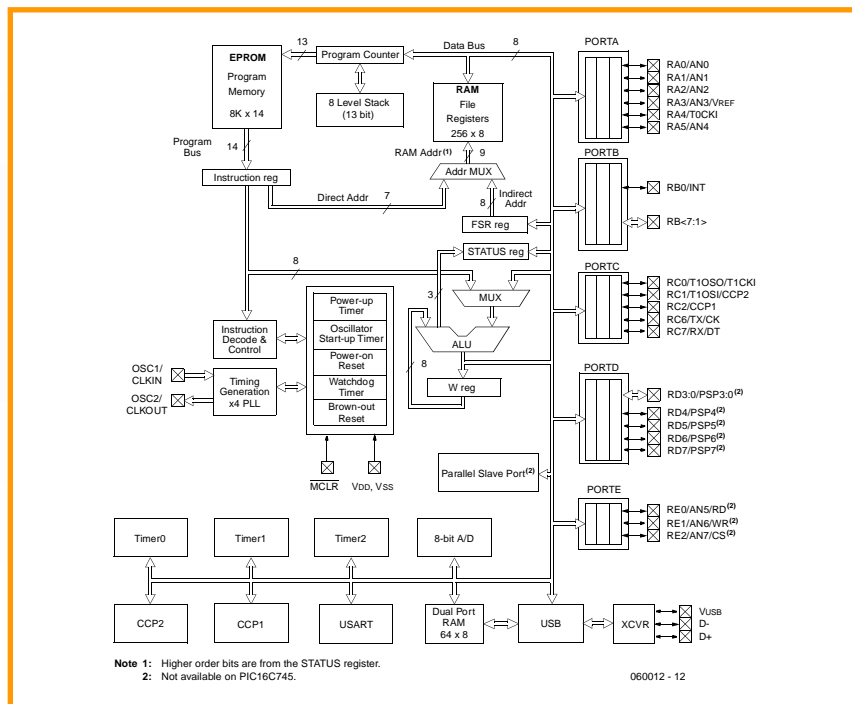 13
Data Bus
8
PORTA
EPROM
Program
Memory
8K x 14
Program Counter
8 Level Stack
(13 bit)
RAM
File
Registers
256 x 8
RA0/AN0
RA1/AN1
RA2/AN2
RA3/AN3/VREF
RA4/T0CKI
RA5/AN4
Program
Bus
14
RAM Addr(1)
9
PORTB
Instruction reg
Addr MUX
Direct Addr
7
8
Indirect
Addr
RB0/INT
FSR reg
RB<7:1>
STATUS reg
8
PORTC
3
MUX
RC0/T1OSO/T1CKI
RC1/T1OSI/CCP2
RC2/CCP1
RC6/TX/CK
RC7/RX/DT
Power-up
Timer
Instruction
Decode &
Control
Oscillator
Start-up Timer
ALU
Power-on
Reset
8
OSC1/
CLKIN
OSC2/
CLKOUT
Timing
Generation
x4 PLL
Watchdog
Timer
W reg
Brown-out
Reset
PORTD
RD3:0/PSP3:0(2)
RD4/PSP4(2)
RD5/PSP5(2)
RD6/PSP6(2)
RD7/PSP7(2)
MCLR
VDD, VSS
Parallel Slave Port(2)
PORTE
RE0/AN5/RD(2)
RE1/AN6/WR(2)
RE2/AN7/CS(2)
Timer0
Timer1
Timer2
8-bit A/D
CCP2
CCP1
USART
Dual Port
RAM
64 x 8
USB
XCVR
VUSB
D-
D+
Note 1: Higher order bits are from the STATUS register.
2: Not available on PIC16C745.
060012 - 12